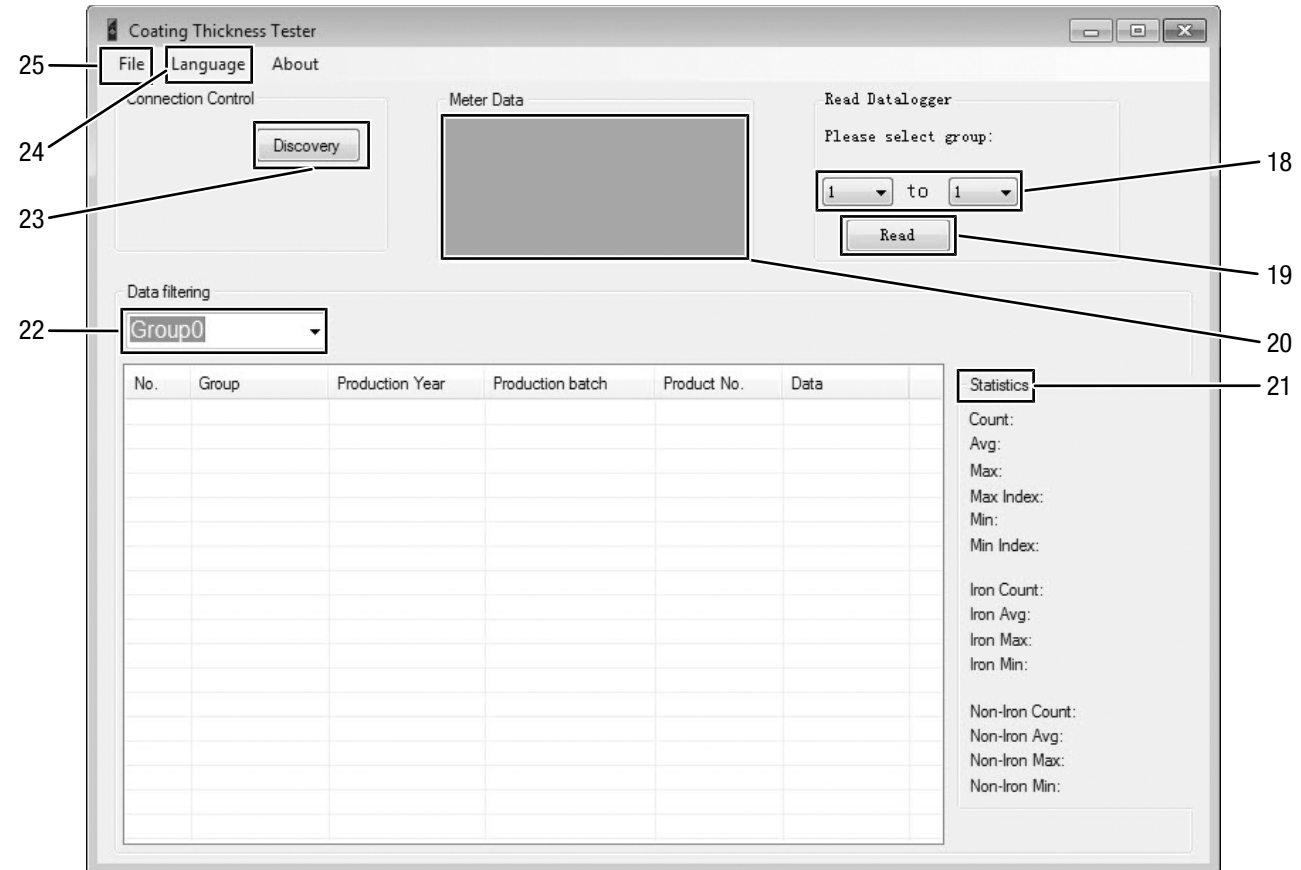 Coating Thickness Tester
25 File Language About
Connection Control Meter Data Read Datalogger
Please select group:
24 Discovery 18
1 to 1
23 Read
19
Data filtering
22 Group0 20
No. Group Production Year Production batch Product No. Data Statistics 21
Count:
Avg:
Max:
Max Index:
Min:
Min Index:
Iron Count:
Iron Avg:
Iron Max:
Iron Min:
Non-Iron Count:
Non-Iron Avg:
Non-Iron Max:
Non-Iron Min: